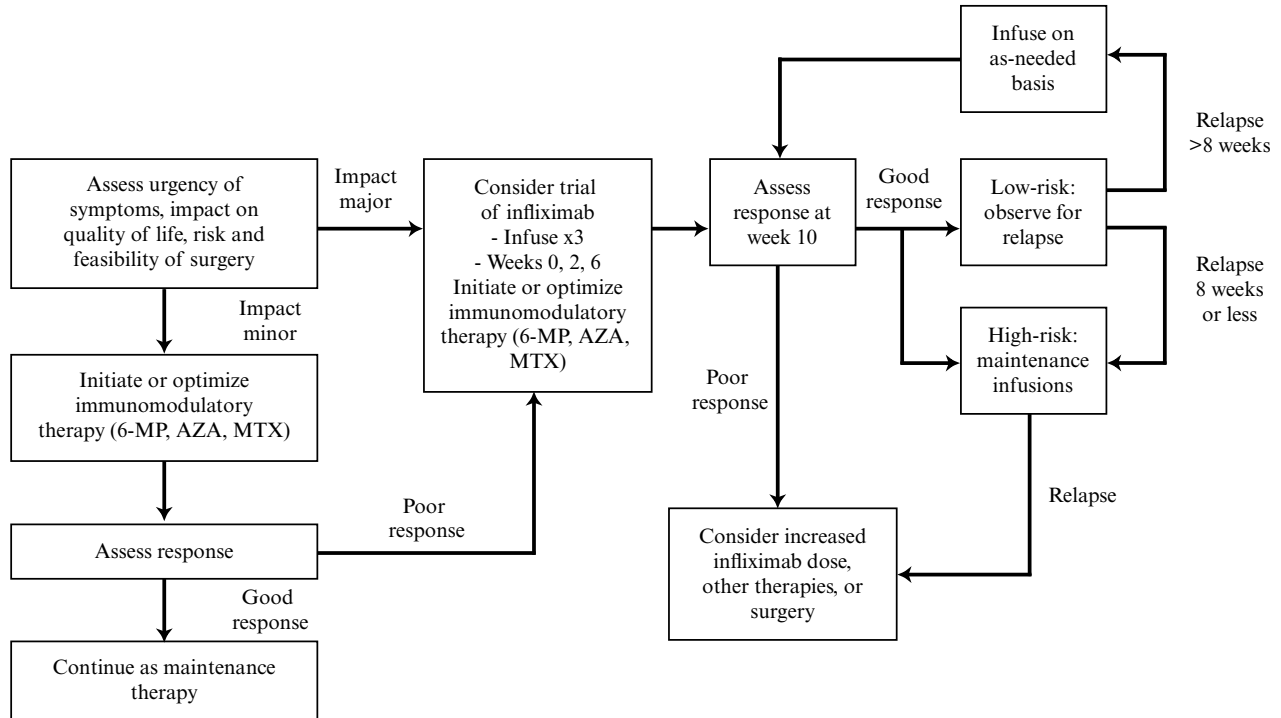 Infuse on
as-needed
basis
Relapse
>8 weeks
Assess urgency of
symptoms, impact on
quality of life, risk and
feasibility of surgery
Impact
major
Consider trial
of infliximab
- Infuse x3
- Weeks 0, 2, 6
Initiate or optimize
immunomodulatory
therapy (6-MP, AZA,
MTX)
Assess
response at
week 10
Good
response
Low-risk:
observe for
relapse
Relapse
8 weeks
or less
Impact
minor
High-risk:
maintenance
infusions
Initiate or optimize
immunomodulatory
therapy (6-MP, AZA, MTX)
Poor
response
Poor
response
Relapse
Assess response
Consider increased
infliximab dose,
other therapies, or
surgery
Good
response
Continue as maintenance
therapy